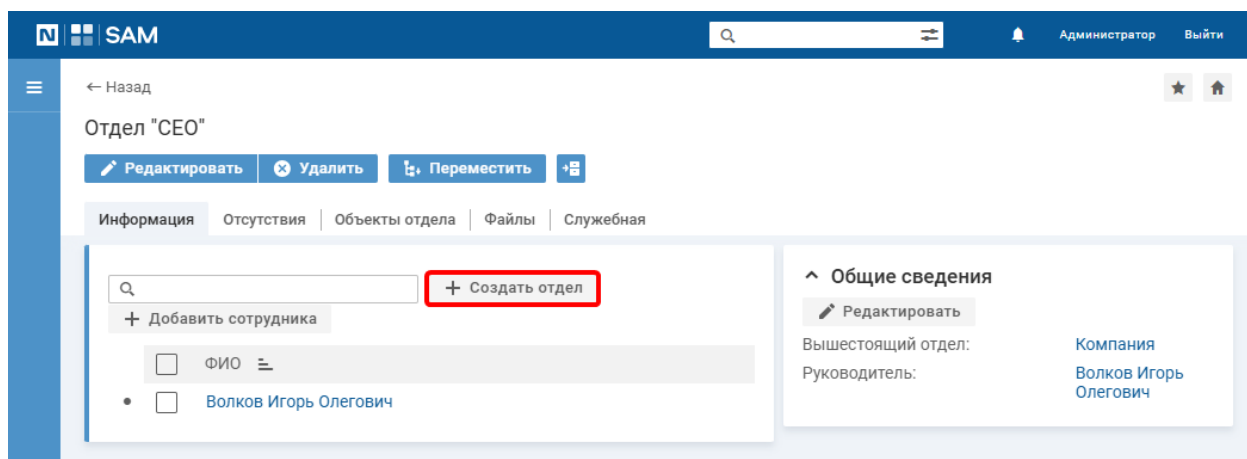 N SAM Администратор Выйти
← Назад
Отдел "CEO"
Редактировать Удалить Переместить
Информация Отсутствия Объекты отдела Файлы Служебная
+ Создать отдел
+ Добавить сотрудника
ФИО
Волков Игорь Олегович
Общие сведения
Редактировать
Вышестоящий отдел: Компания
Руководитель: Волков Игорь
Олегович